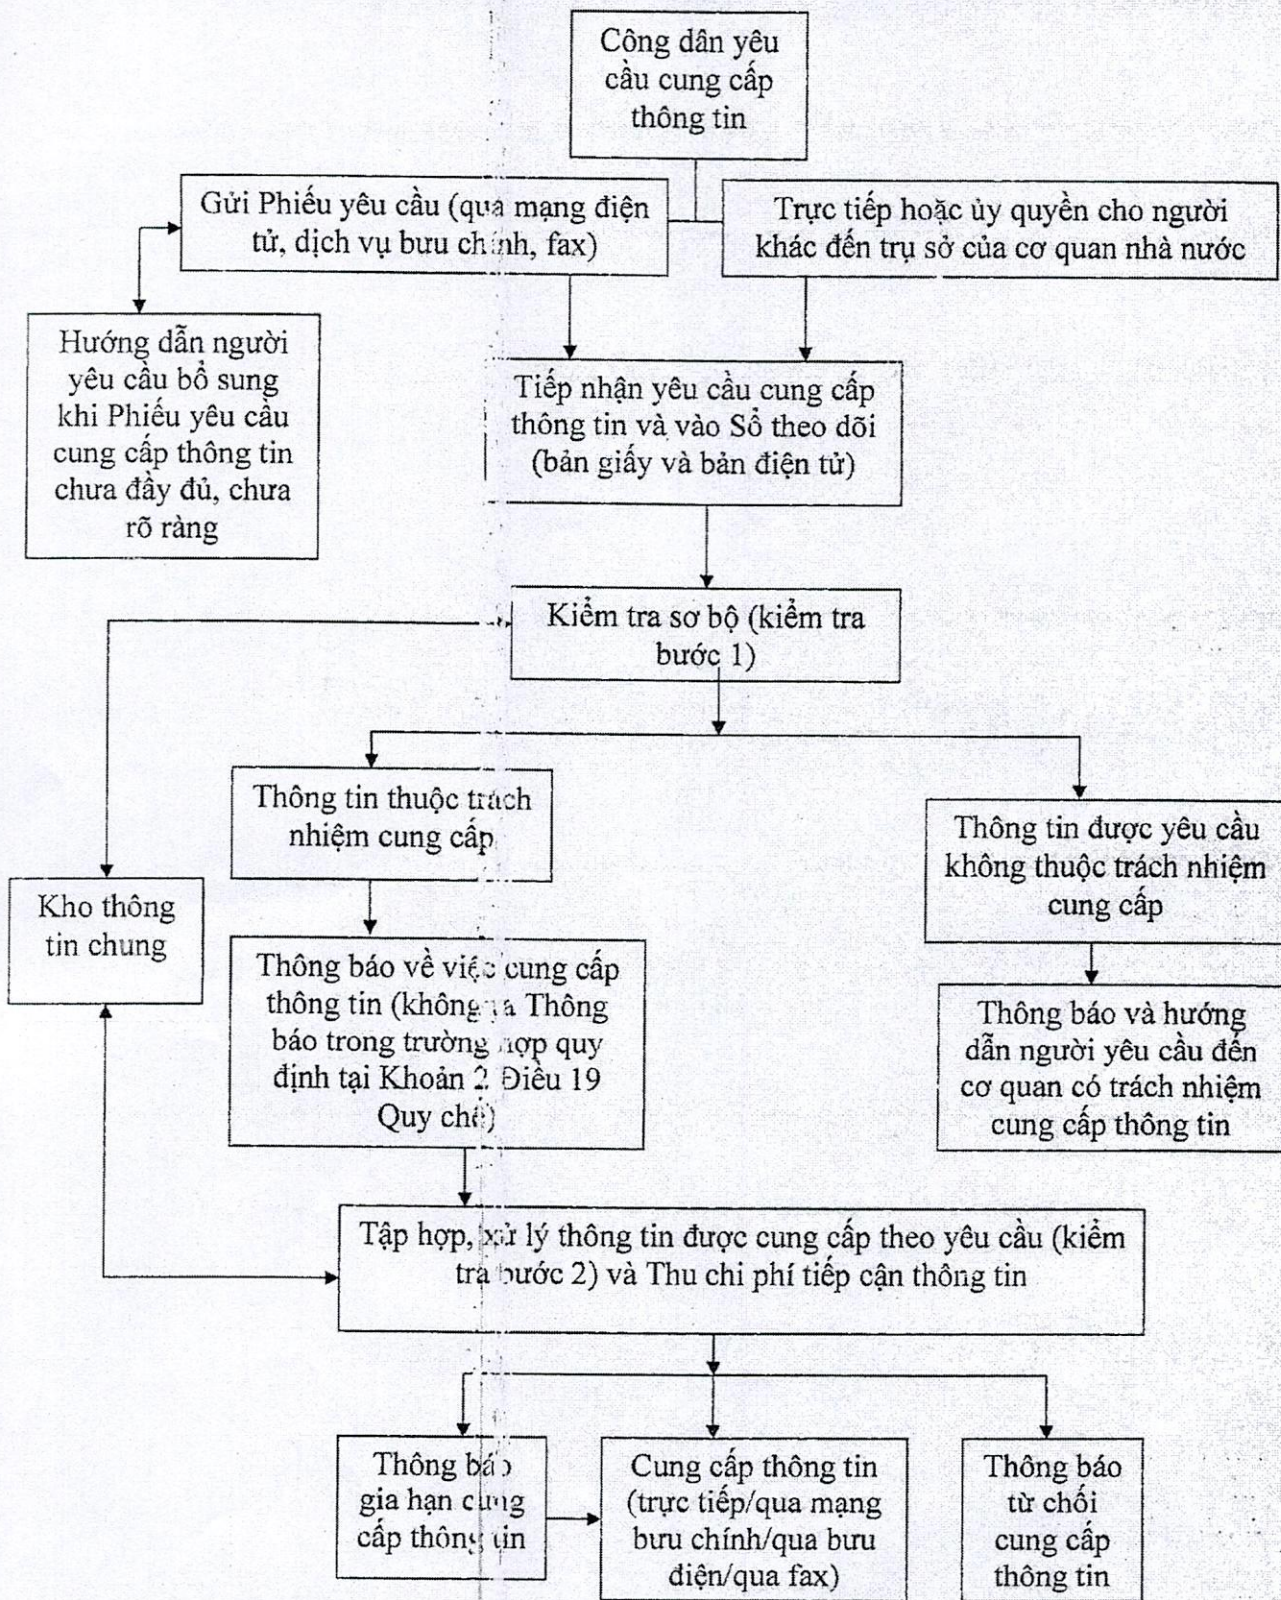 Công dân yêu
cầu cung cấp
thông tin
Gửi Phiếu yêu cầu (qua mạng điện
tử, dịch vụ bưu chính, fax)
Trực tiếp hoặc ủy quyền cho người
khác đến trụ sở của cơ quan nhà nước
Hướng dẫn người
yêu cầu bổ sung
khi Phiếu yêu cầu
cung cấp thông tin
chưa đầy đủ, chưa
rõ ràng
Tiếp nhận yêu cầu cung cấp
thông tin và vào Sổ theo dõi
(bản giấy và bản điện tử)
Kiểm tra sơ bộ (kiểm tra
bước 1)
Thông tin thuộc trách
nhiệm cung cấp
Thông tin được yêu cầu
không thuộc trách nhiệm
cung cấp
Kho thông
tin chung
Thông báo về việc cung cấp
thông tin (không ra Thông
báo trong trường hợp quy
định tại Khoản 2 Điều 19
Quy chế)
Thông báo và hướng
dẫn người yêu cầu đến
cơ quan có trách nhiệm
cung cấp thông tin
Tập hợp, xử lý thông tin được cung cấp theo yêu cầu (kiểm
tra bước 2) và Thu chi phí tiếp cận thông tin
Thông báo
gia hạn cung
cấp thông tin
Cung cấp thông tin
(trực tiếp/qua mạng
bưu chính/qua bưu
điện/qua fax)
Thông báo
từ chối
cung cấp
thông tin